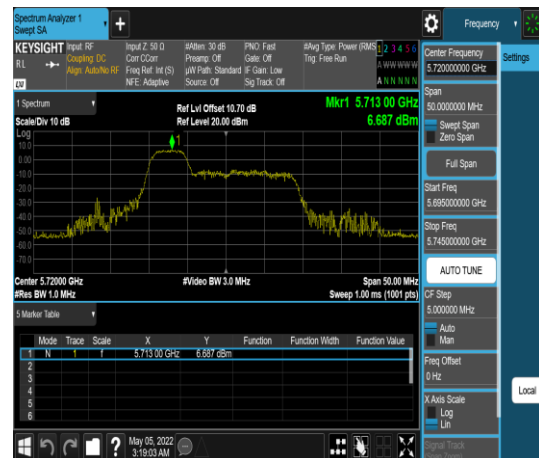 Spectrum Analyzer 1
Swept SA
+
Frequency
KEYSIGHT Input: RF Input Z: 50 Ω #Atten: 30 dB PNO: Fast #Avg Type: Power (RMS 1 2 3 4 5 6
RL Coupling: DC Corr CCorr Preamp: Off Gate: Off Trig: Free Run A WW WW W
Align: Auto/No RF Freq Ref: Int (S) µW Path: Standard IF Gain: Low
NFE: Adaptive Source: Off Sig Track: Off A N N N N N
LXI
1 Spectrum
Scale/Div 10 dB
Ref Lvl Offset 10.70 dB
Ref Level 20.00 dBm
Mkr1 5.713 00 GHz
6.687 dBm
Log
1
10.0
0.00
-10.0
-20.0
-30.0
-40.0
-50.0
-60.0
-70.0
Center 5.72000 GHz #Video BW 3.0 MHz Span 50.00 MHz
#Res BW 1.0 MHz Sweep 1.00 ms (1001 pts)
5 Marker Table
Mode Trace Scale X Y Function Function Width Function Value
1 N 1 f 5.713 00 GHz 6.687 dBm
2
3
4
5
6
May 05, 2022
3:19:03 AM
?
Center Frequency
5.720000000 GHz
Settings
Span
50.0000000 MHz
Swept Span
Zero Span
Full Span
Start Freq
5.695000000 GHz
Stop Freq
5.745000000 GHz
AUTO TUNE
CF Step
5.000000 MHz
Auto
Man
Freq Offset
0 Hz
Local
X Axis Scale
Log
Lin
Signal Track